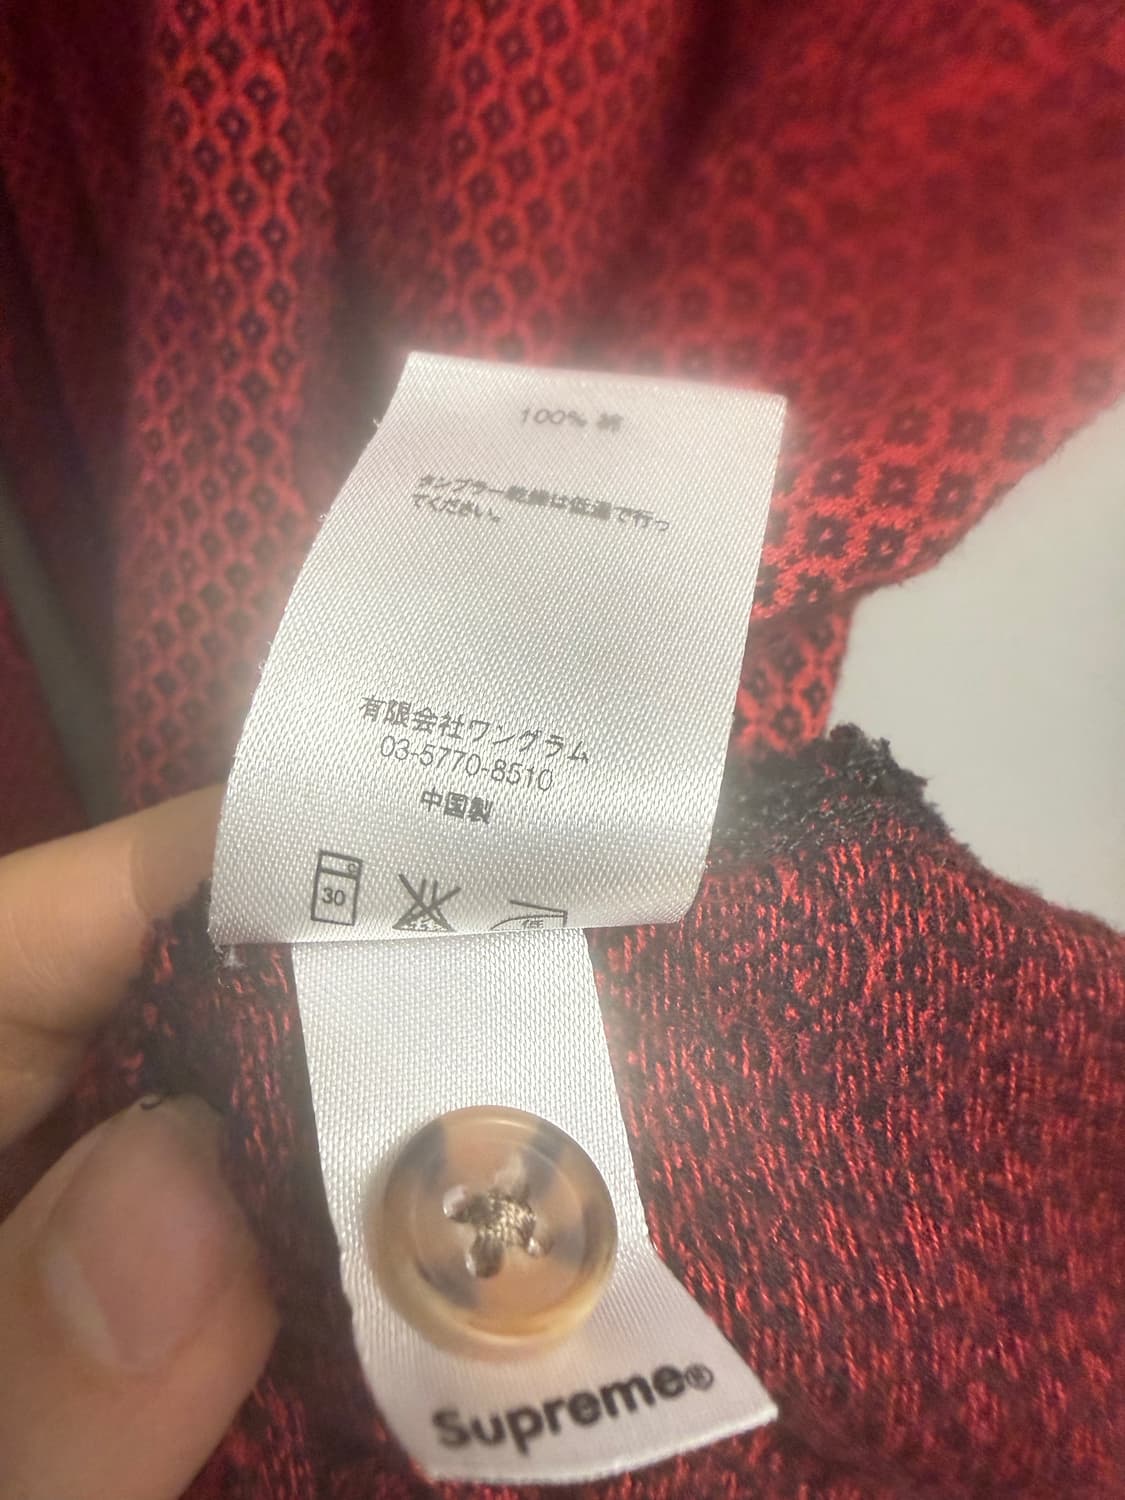 100% 綿
タンブラー乾燥は低温で行っ
てください。
有限会社ワングラム
03-5770-8510
中国製
C
30
低
Supreme®